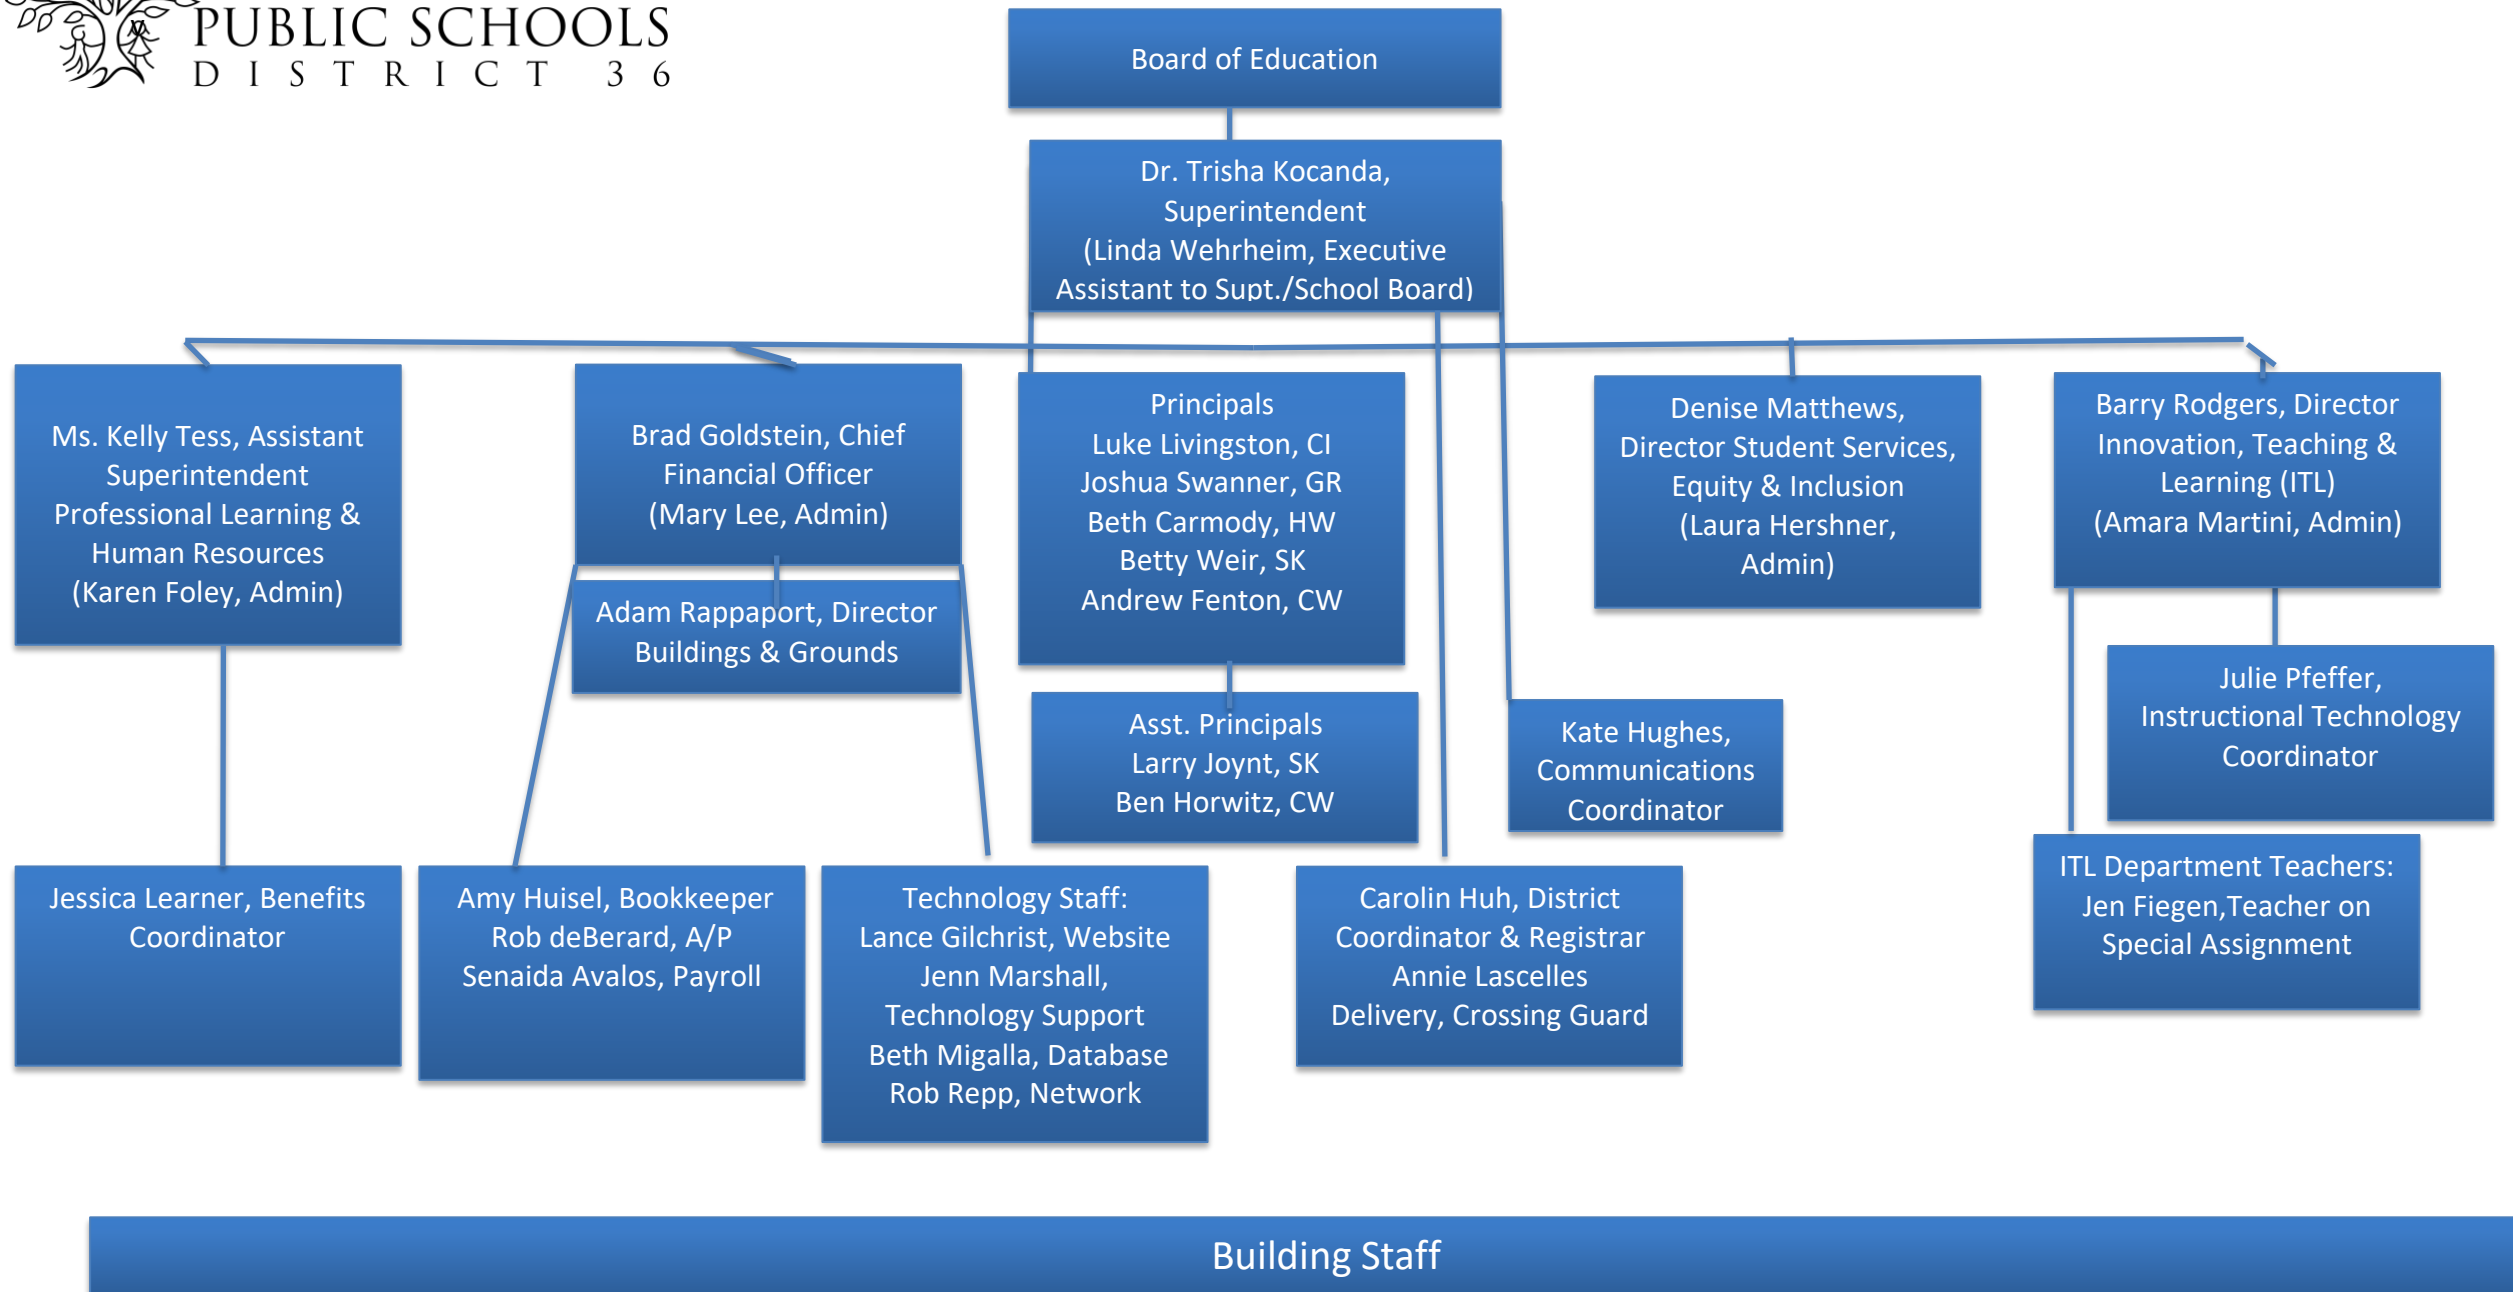 PUBLIC SCHOOLS
DISTRICT 36
Board of Education
Dr. Trisha Kocanda,
Superintendent
(Linda Wehrheim, Executive
Assistant to Supt./School Board)
Ms. Kelly Tess, Assistant
Superintendent
Professional Learning &
Human Resources
(Karen Foley, Admin)
Brad Goldstein, Chief
Financial Officer
(Mary Lee, Admin)
Adam Rappaport, Director
Buildings & Grounds
Principals
Luke Livingston, CI
Joshua Swanner, GR
Beth Carmody, HW
Betty Weir, SK
Andrew Fenton, CW
Asst. Principals
Larry Joynt, SK
Ben Horwitz, CW
Denise Matthews,
Director Student Services,
Equity & Inclusion
(Laura Hershner,
Admin)
Barry Rodgers, Director
Innovation, Teaching &
Learning (ITL)
(Amara Martini, Admin)
Kate Hughes,
Communications
Coordinator
Julie Pfeffer,
Instructional Technology
Coordinator
Jessica Learner, Benefits
Coordinator
Amy Huisel, Bookkeeper
Rob deBerard, A/P
Senaida Avalos, Payroll
Technology Staff:
Lance Gilchrist, Website
Jenn Marshall,
Technology Support
Beth Migalla, Database
Rob Repp, Network
Carolin Huh, District
Coordinator & Registrar
Annie Lascelles
Delivery, Crossing Guard
ITL Department Teachers:
Jen Fiegen,Teacher on
Special Assignment
Building Staff